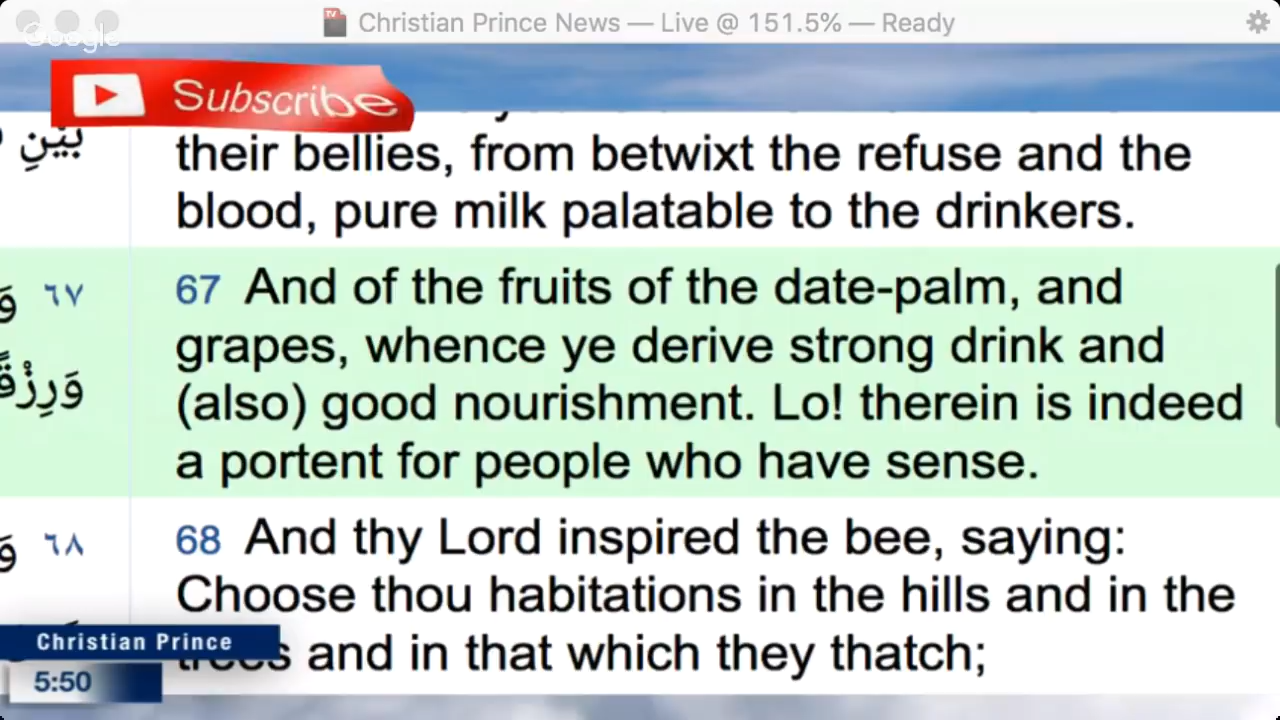 Christian Prince News — Live @ 151.5% — Ready
Google
Subscribe
بَيْنِ
their bellies, from betwixt the refuse and the
blood, pure milk palatable to the drinkers.
٦٧
67 And of the fruits of the date-palm, and
grapes, whence ye derive strong drink and
وَرِزْقً
(also) good nourishment. Lo! therein is indeed
a portent for people who have sense.
٦٨
68 And thy Lord inspired the bee, saying:
Choose thou habitations in the hills and in the
trees and in that which they thatch;
Christian Prince
5:50